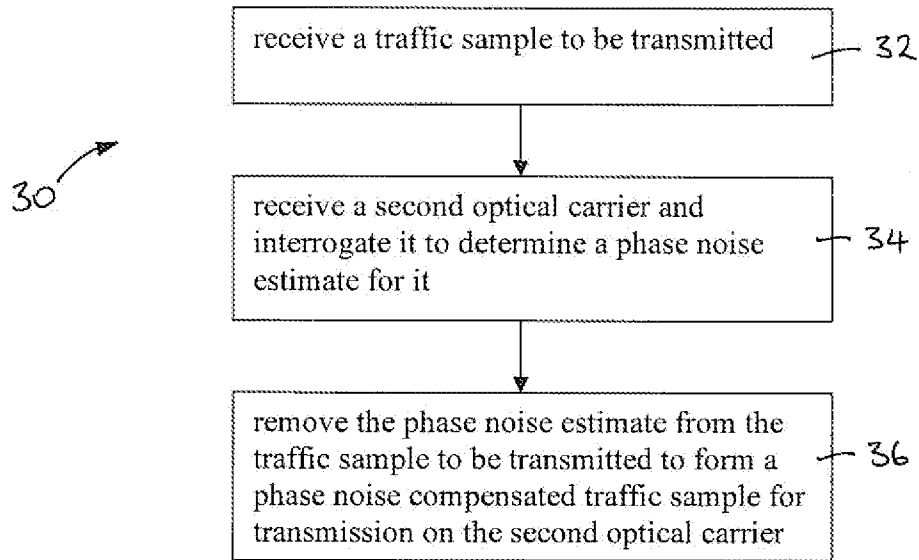 receive a traffic sample to be transmitted
32
30
receive a second optical carrier and
interrogate it to determine a phase noise
estimate for it
34
remove the phase noise estimate from the
traffic sample to be transmitted to form a
phase noise compensated traffic sample for
transmission on the second optical carrier
36